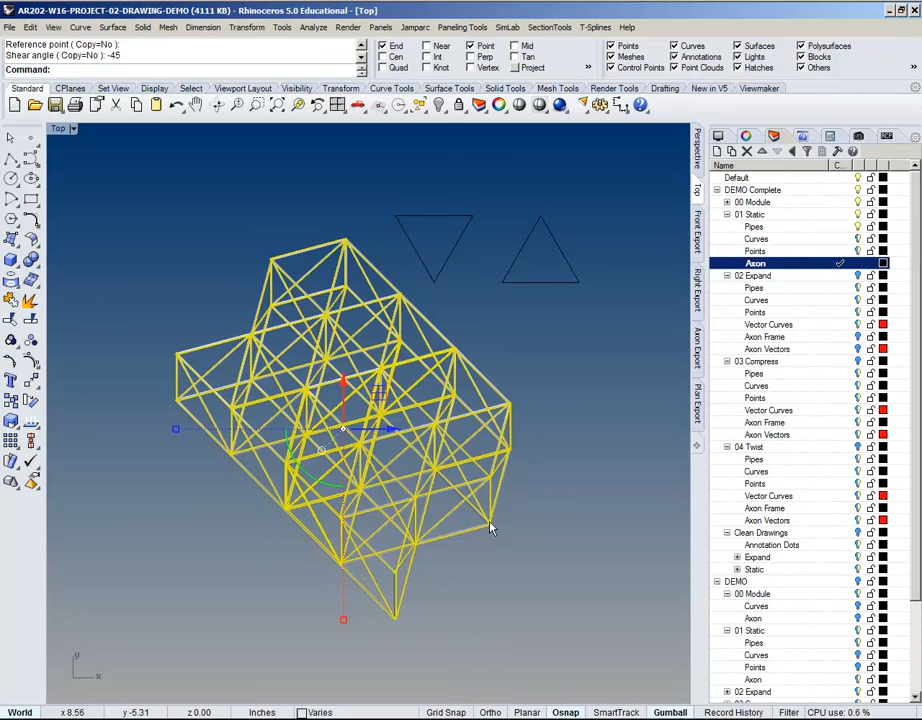 AR202-W16-PROJECT-02-DRAWING-DEMO (4111 KB) - Rhinoceros 5.0 Educational - [Top]
File Edit View Curve Surface Solid Mesh Dimension Transform Tools Analyze Render Panels Jamparc Paneling Tools SimLab SectionTools T-Splines Help
Reference point ( Copy=No ):
Shear angle ( Copy=No ): -45
Command:
End Near Point Mid
Cen Int Perp Tan
Quad Knot Vertex Project »
Points Curves Surfaces Polysurfaces
Meshes Annotations Lights Blocks
Control Points Point Clouds Hatches Others
Standard CPlanes Set View Display Select Viewport Layout Visibility Transform Curve Tools Surface Tools Solid Tools Mesh Tools Render Tools Drafting New in V5 Viewmaker
Top
Perspective
Top
Front Export
Right Export
Axon Export
Plan Export
Name C...
Default
DEMO Complete
00 Module
01 Static
Pipes
Curves
Points
Axon
02 Expand
Pipes
Curves
Points
Vector Curves
Axon Frame
Axon Vectors
03 Compress
Pipes
Curves
Points
Vector Curves
Axon Frame
Axon Vectors
04 Twist
Pipes
Curves
Points
Vector Curves
Axon Frame
Axon Vectors
Clean Drawings
Annotation Dots
Expand
Static
DEMO
00 Module
Curves
Axon
01 Static
Pipes
Curves
Points
Axon
02 Expand
y
x
World x 8.56 y -5.31 z 0.00 Inches Varies Grid Snap Ortho Planar Osnap SmartTrack Gumball Record History Filter CPU use: 0.6 %